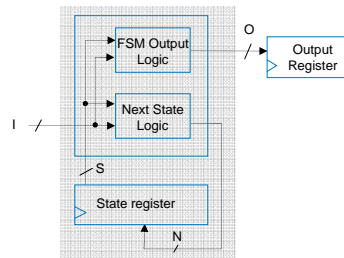 O
FSM Output
Logic
Output
Register
Next State
Logic
I
S
State register
N